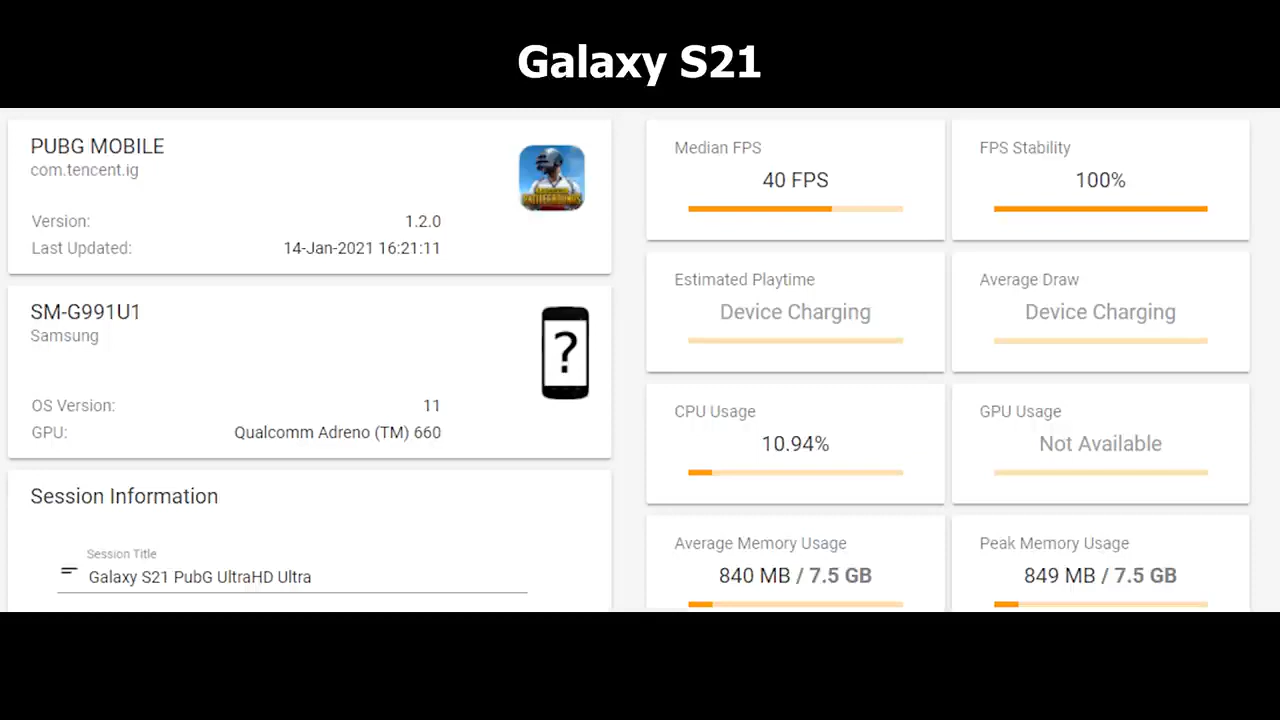 Galaxy S21
PUBG MOBILE
com.tencent.ig
Version: 1.2.0
Last Updated: 14-Jan-2021 16:21:11
SM-G991U1
Samsung
?
OS Version: 11
GPU: Qualcomm Adreno (TM) 660
Session Information
Session Title
Galaxy S21 PubG UltraHD Ultra
Median FPS
40 FPS
FPS Stability
100%
Estimated Playtime
Device Charging
Average Draw
Device Charging
CPU Usage
10.94%
GPU Usage
Not Available
Average Memory Usage
840 MB / 7.5 GB
Peak Memory Usage
849 MB / 7.5 GB